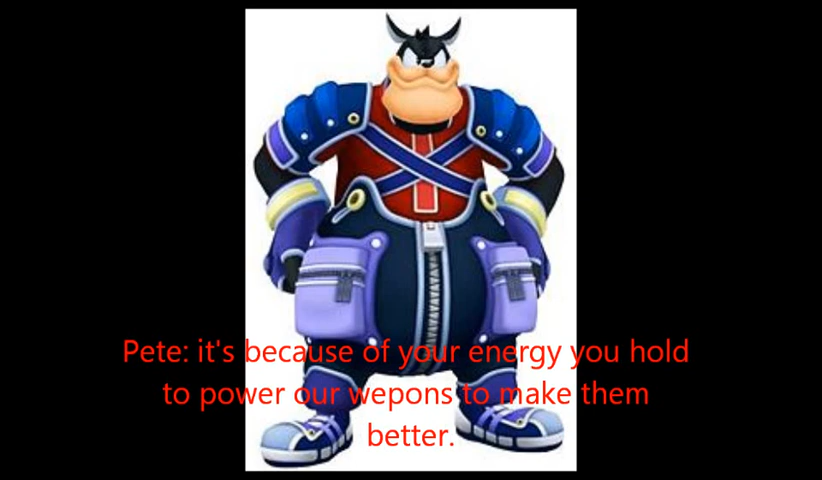 Pete: it's because of your energy you hold
to power our wepons to make them
better.